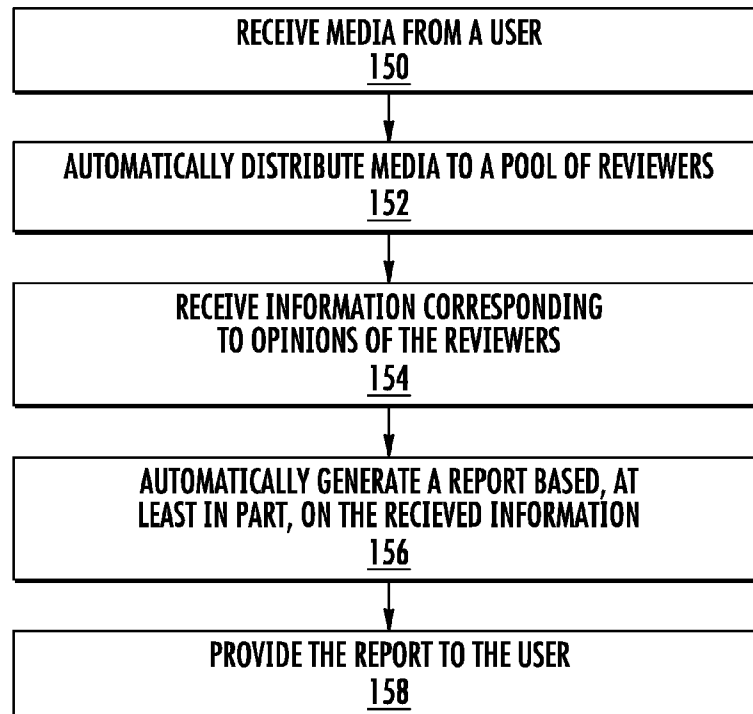 RECEIVE MEDIA FROM A USER
150
AUTOMATICALLY DISTRIBUTE MEDIA TO A POOL OF REVIEWERS
152
RECEIVE INFORMATION CORRESPONDING
TO OPINIONS OF THE REVIEWERS
154
AUTOMATICALLY GENERATE A REPORT BASED, AT
LEAST IN PART, ON THE RECIEVED INFORMATION
156
PROVIDE THE REPORT TO THE USER
158